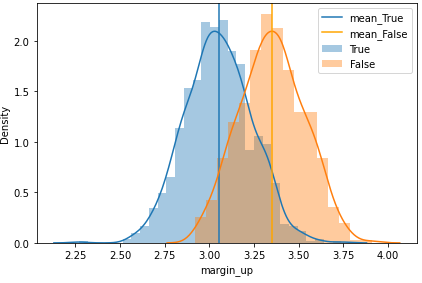 mean_True
mean_False
True
False
Density
2.0
1.5
1.0
0.5
0.0
2.25 2.50 2.75 3.00 3.25 3.50 3.75 4.00
margin_up